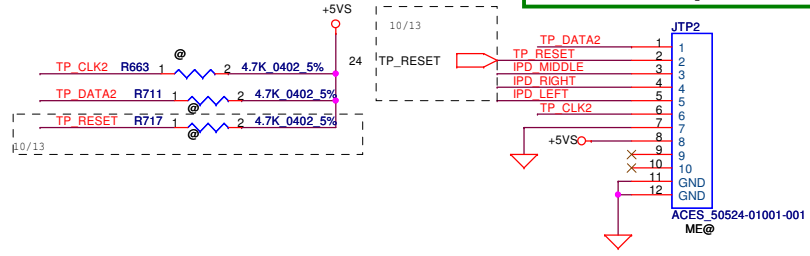 +5VS
@
TP_CLK2 R663 1 2 4.7K_0402_5%
TP_DATA2 R711 1 2 4.7K_0402_5%
@
TP_RESET R717 1 2 4.7K_0402_5%
@
10/13
10/13
24 TP_RESET
JTP2
TP_DATA2 1 1
TP_RESET 2 2
IPD_MIDDLE 3 3
IPD_RIGHT 4 4
IPD_LEFT 5 5
TP_CLK2 6 6
7 7
+5VS 8 8
9 9
10 10
11 GND
12 GND
ACES_50524-01001-001
ME@